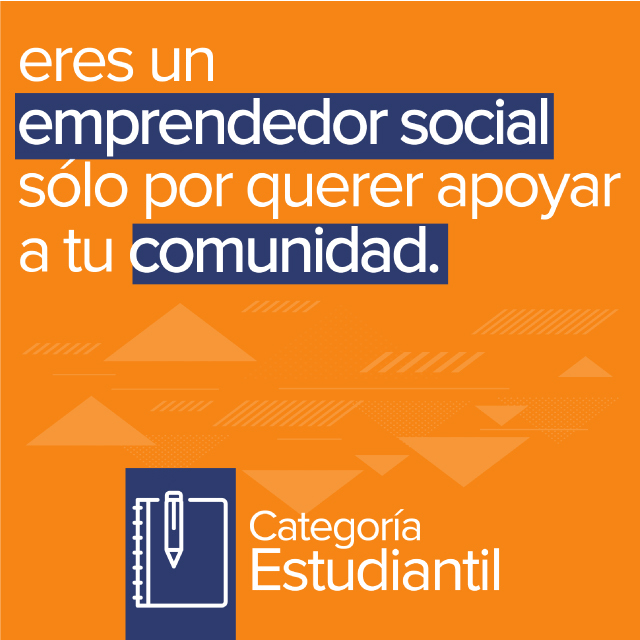 eres un
emprendedor social
sólo por querer apoyar
a tu comunidad.
Categoría
Estudiantil